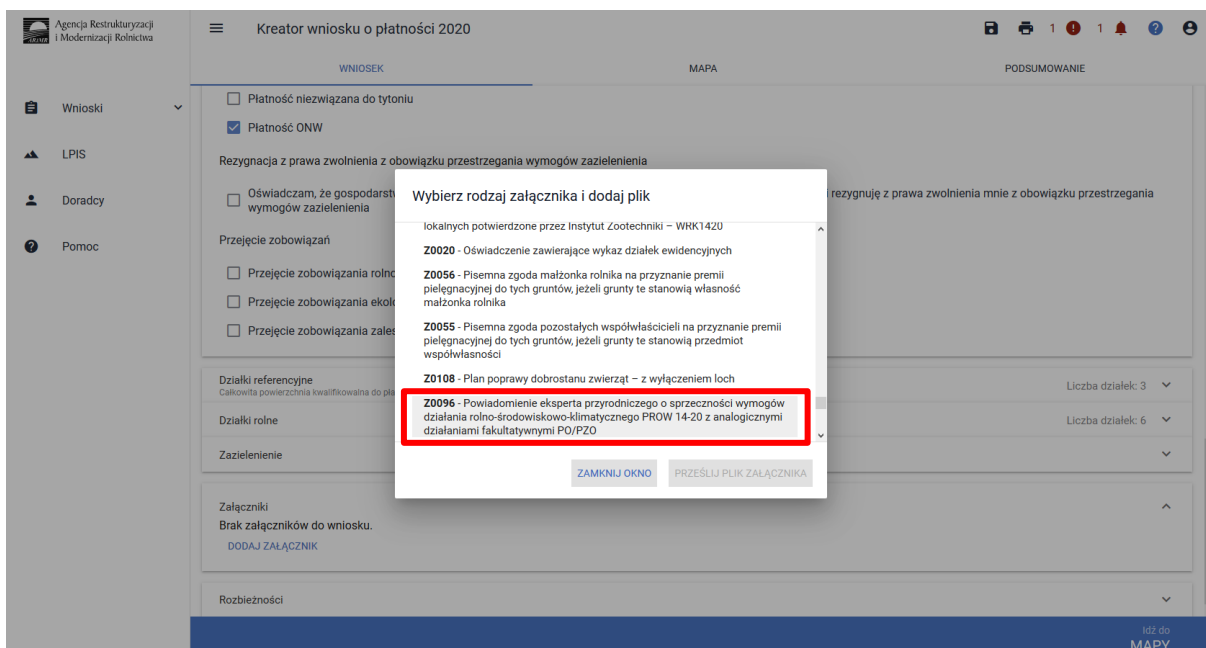 Agencja Restrukturyzacji
i Modernizacji Rolnictwa
ARiMR
Kreator wniosku o płatności 2020
1
1
WNIOSEK
MAPA
PODSUMOWANIE
Wnioski
LPIS
Doradcy
Pomoc
Płatność niezwiązana do tytoniu
Płatność ONW
Rezygnacja z prawa zwolnienia z obowiązku przestrzegania wymogów zazielenienia
Oświadczam, że gospodarst
rezygnuję z prawa zwolnienia mnie z obowiązku przestrzegania
wymogów zazielenienia
Przejęcie zobowiązań
Przejęcie zobowiązania rolno
Przejęcie zobowiązania ekolo
Przejęcie zobowiązania zales
Wybierz rodzaj załącznika i dodaj plik
lokalnych potwierdzone przez Instytut Zootechniki – WRK1420
Z0020 - Oświadczenie zawierające wykaz działek ewidencyjnych
Z0056 - Pisemna zgoda małżonka rolnika na przyznanie premii
pielęgnacyjnej do tych gruntów, jeżeli grunty te stanowią własność
małżonka rolnika
Z0055 - Pisemna zgoda pozostałych współwłaścicieli na przyznanie premii
pielęgnacyjnej do tych gruntów, jeżeli grunty te stanowią przedmiot
współwłasności
Z0108 - Plan poprawy dobrostanu zwierząt – z wyłączeniem loch
Z0096 - Powiadomienie eksperta przyrodniczego o sprzeczności wymogów
działania rolno-środowiskowo-klimatycznego PROW 14-20 z analogicznymi
działaniami fakultatywnymi PO/PZO
ZAMKNIJ OKNO
PRZEŚLIJ PLIK ZAŁĄCZNIKA
Działki referencyjne
Całkowita powierzchnia kwalifikowalna do pła
Liczba działek: 3
Działki rolne
Liczba działek: 6
Zazielenienie
Załączniki
Brak załączników do wniosku.
DODAJ ZAŁĄCZNIK
Rozbieżności
Idź do
MAPY